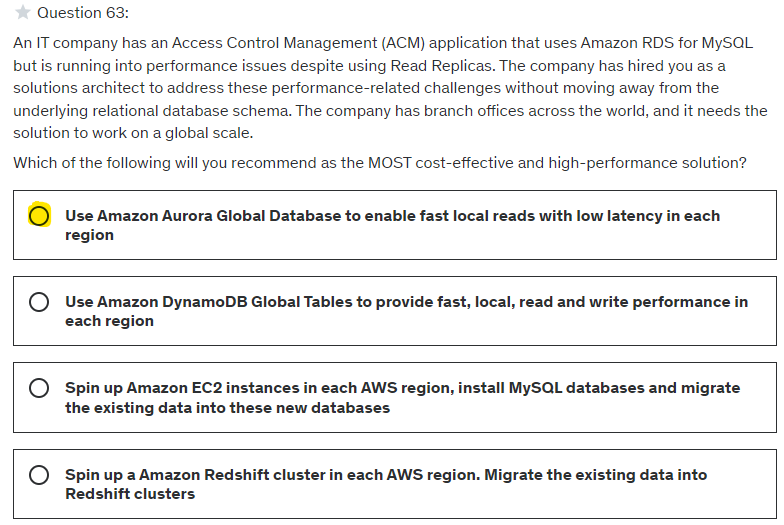 Question 63:
An IT company has an Access Control Management (ACM) application that uses Amazon RDS for MySQL
but is running into performance issues despite using Read Replicas. The company has hired you as a
solutions architect to address these performance-related challenges without moving away from the
underlying relational database schema. The company has branch offices across the world, and it needs the
solution to work on a global scale.
Which of the following will you recommend as the MOST cost-effective and high-performance solution?
Use Amazon Aurora Global Database to enable fast local reads with low latency in each
region
Use Amazon DynamoDB Global Tables to provide fast, local, read and write performance in
each region
Spin up Amazon EC2 instances in each AWS region, install MySQL databases and migrate
the existing data into these new databases
Spin up a Amazon Redshift cluster in each AWS region. Migrate the existing data into
Redshift clusters